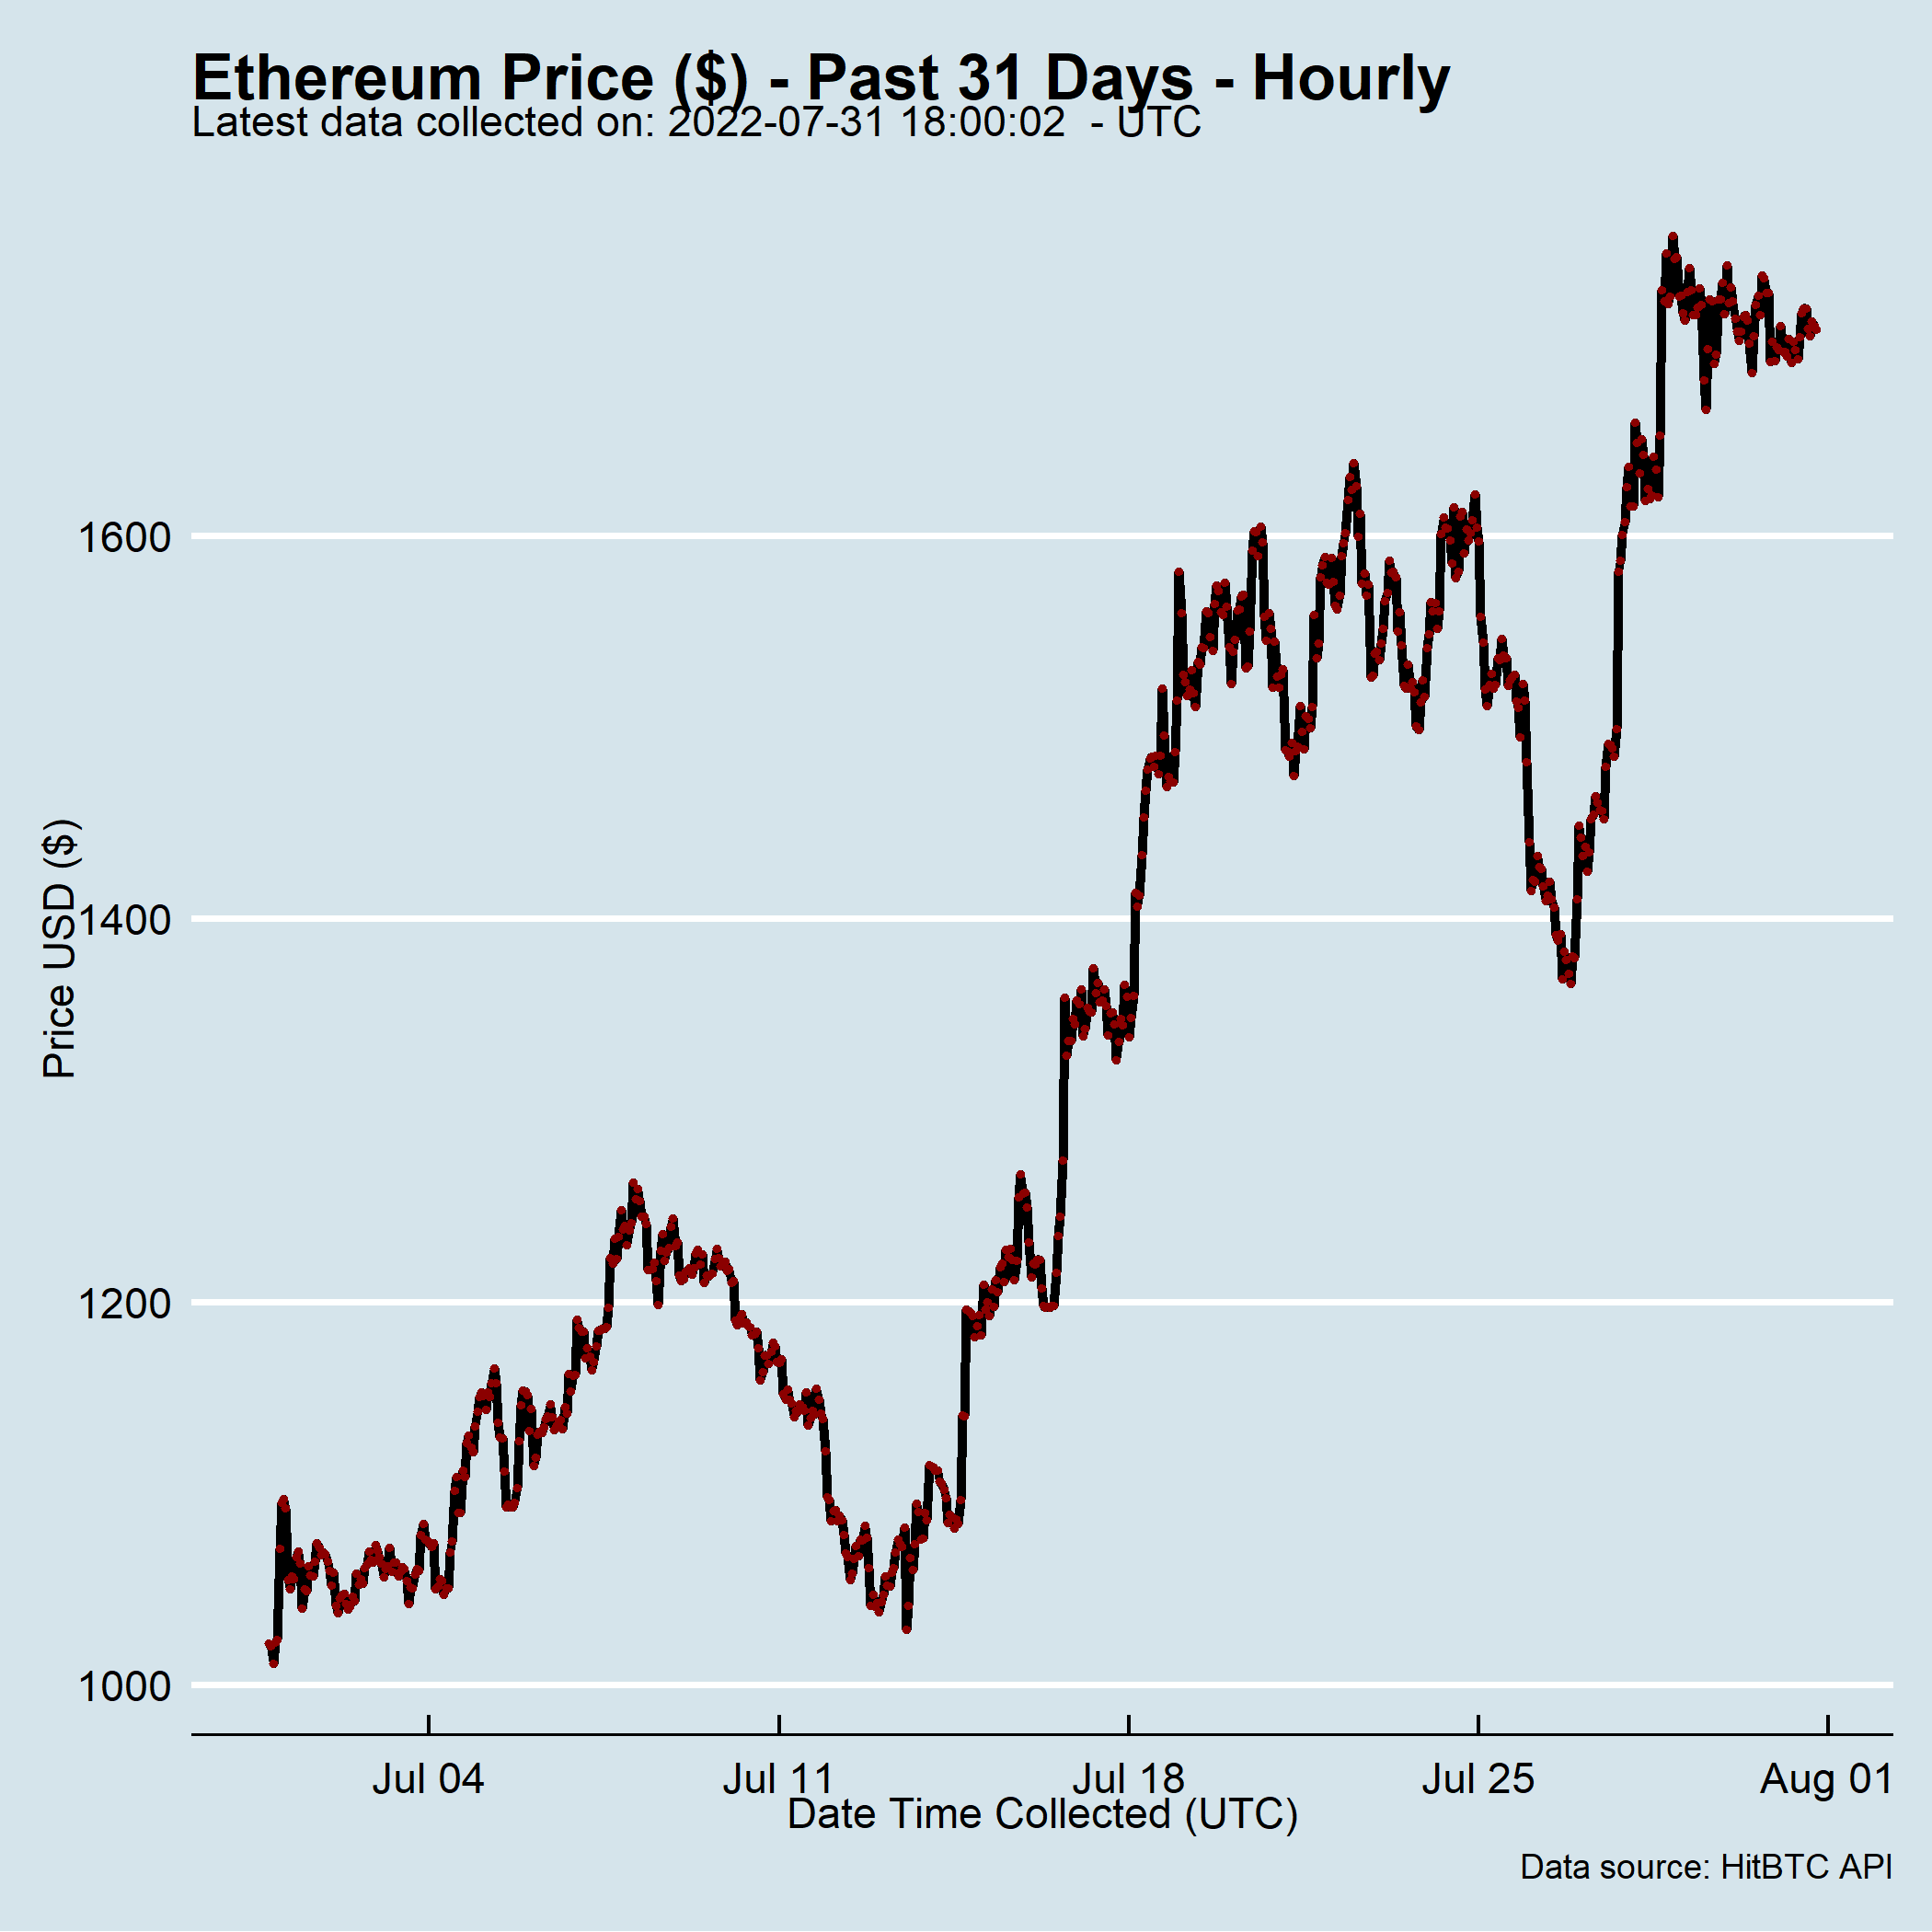 Ethereum Price ($) - Past 31 Days - Hourly
Latest data collected on: 2022-07-31 18:00:02  - UTC
1600
1400
1200
1000
Price USD ($)
Jul 04
Jul 11
Jul 18
Jul 25
Aug 01
Date Time Collected (UTC)
Data source: HitBTC API